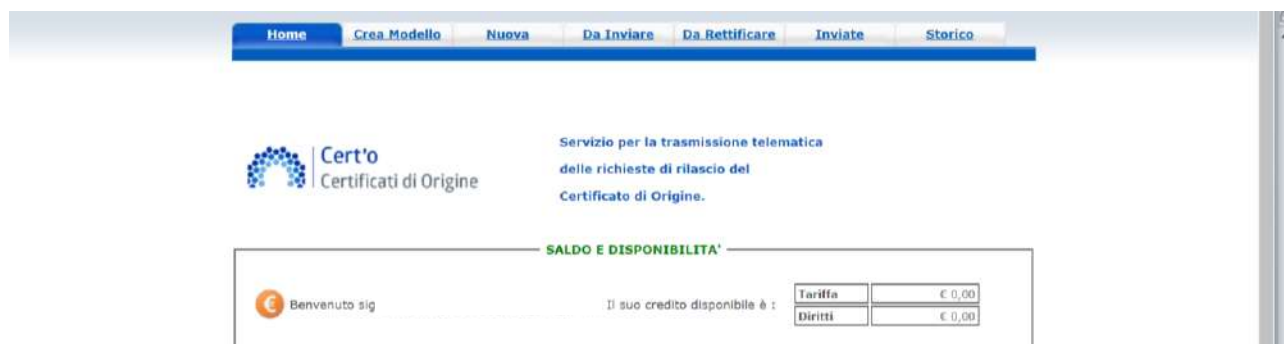 Home Crea Modello Nuova Da Inviare Da Rettificare Inviate Storico
Cert'o
Certificati di Origine
Servizio per la trasmissione telematica
delle richieste di rilascio del
Certificato di Origine.
SALDO E DISPONIBILITA'
€ Benvenuto sig Il suo credito disponibile è :
Tariffa € 0,00
Diritti € 0,00